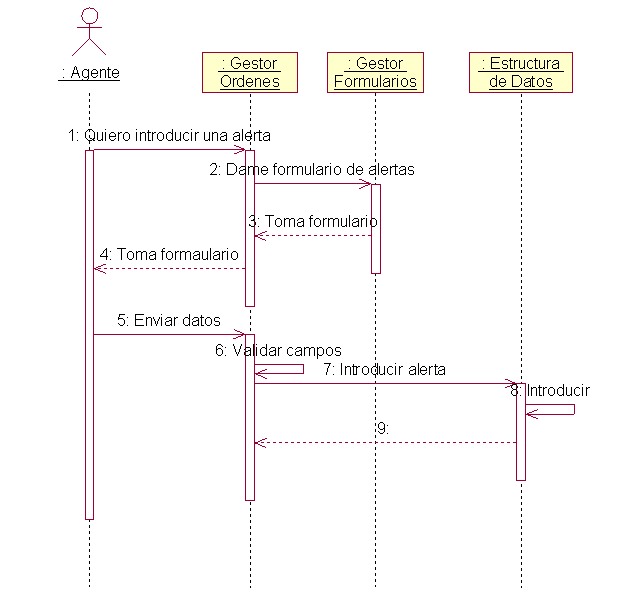 : Agente
: Gestor
Ordenes
: Gestor
Formularios
: Estructura
de Datos
1: Quiero introducir una alerta
2: Dame formulario de alertas
3: Toma formulario
4: Toma formaulario
5: Enviar datos
6: Validar campos
7: Introducir alerta
8: Introducir
9: